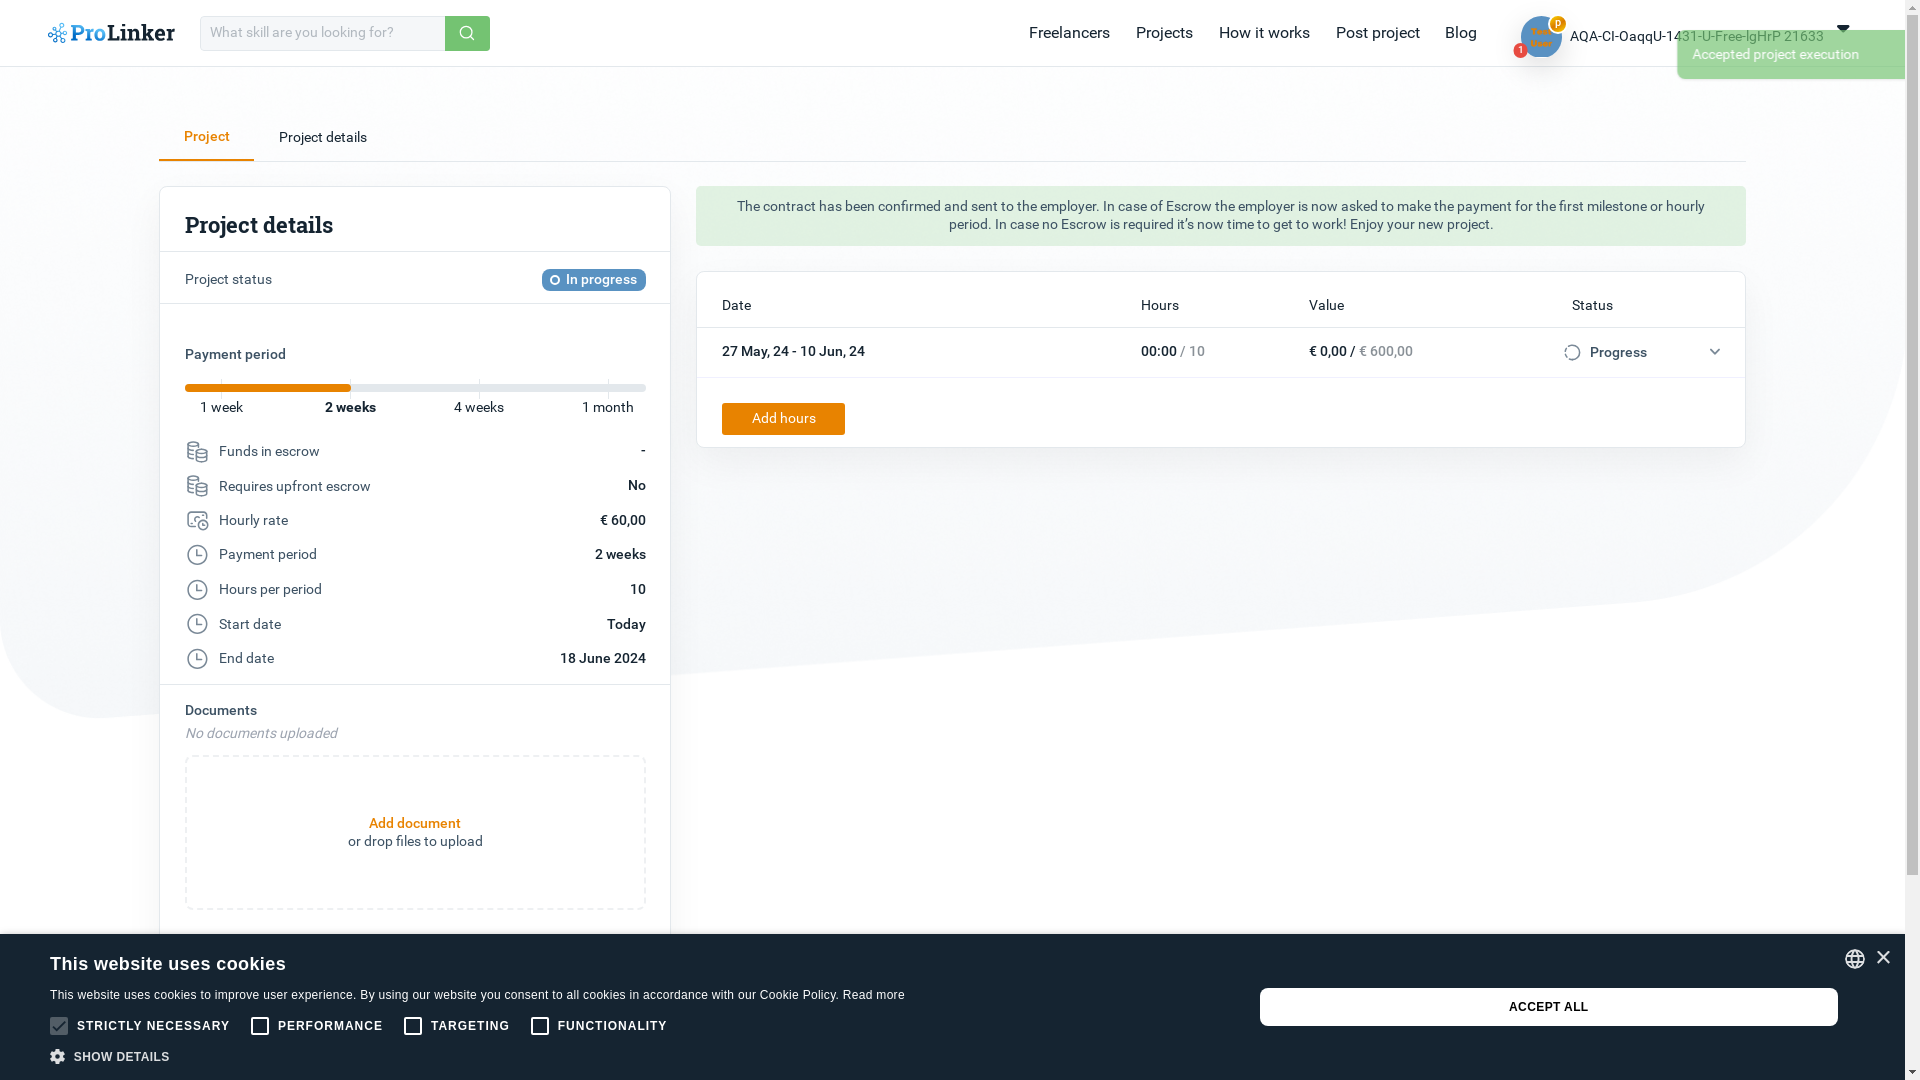 ProLinker
What skill are you looking for?
Freelancers
Projects
How it works
Post project
Blog
Test
User
P
1
AQA-CI-OaqqU-1431-U-Free-lgHrP 21633
Accepted project execution
Project
Project details
Project details
Project status
In progress
Payment period
1 week
2 weeks
4 weeks
1 month
Funds in escrow -
Requires upfront escrow No
Hourly rate € 60,00
Payment period 2 weeks
Hours per period 10
Start date Today
End date 18 June 2024
Documents
No documents uploaded
Add document
or drop files to upload
The contract has been confirmed and sent to the employer. In case of Escrow the employer is now asked to make the payment for the first milestone or hourly
period. In case no Escrow is required it’s now time to get to work! Enjoy your new project.
Date Hours Value Status
27 May, 24 - 10 Jun, 24 00:00 / 10 € 0,00 / € 600,00 Progress
Add hours
This website uses cookies
This website uses cookies to improve user experience. By using our website you consent to all cookies in accordance with our Cookie Policy. Read more
STRICTLY NECESSARY
PERFORMANCE
TARGETING
FUNCTIONALITY
SHOW DETAILS
ACCEPT ALL